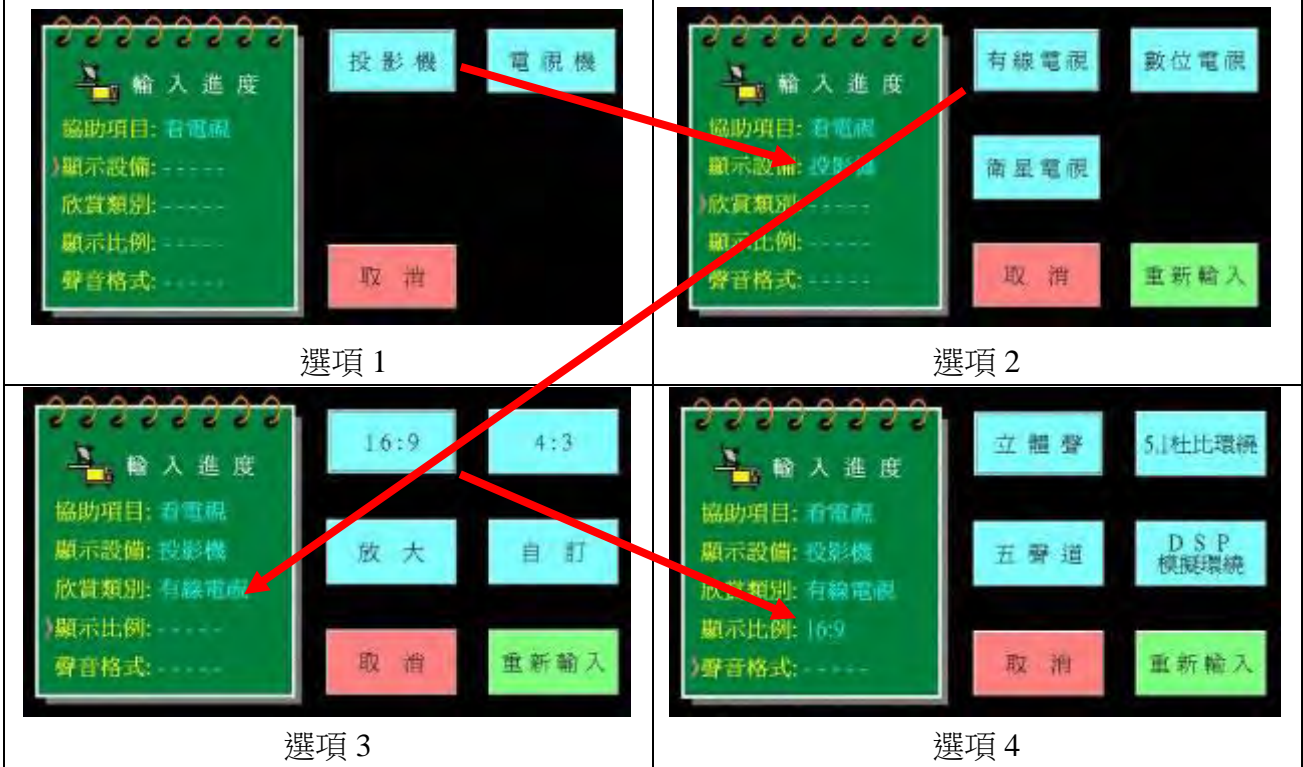 輸入進度
協助項目: 看電視
》顯示設備: - - - - -
欣賞類別: - - - - -
顯示比例: - - - - -
聲音格式: - - - - -
投影機
電視機
取消
選項 1
輸入進度
協助項目: 看電視
顯示設備: 投影機
》欣賞類別: - - - - -
顯示比例: - - - - -
聲音格式: - - - - -
有線電視
數位電視
衛星電視
取消
重新輸入
選項 2
輸入進度
協助項目: 看電視
顯示設備: 投影機
欣賞類別: 有線電視
》顯示比例: - - - - -
聲音格式: - - - - -
16:9
4:3
放大
自訂
取消
重新輸入
選項 3
輸入進度
協助項目: 看電視
顯示設備: 投影機
欣賞類別: 有線電視
顯示比例: 16:9
》聲音格式: - - - - -
立體聲
5.1杜比環繞
五聲道
DSP
模擬環繞
取消
重新輸入
選項 4